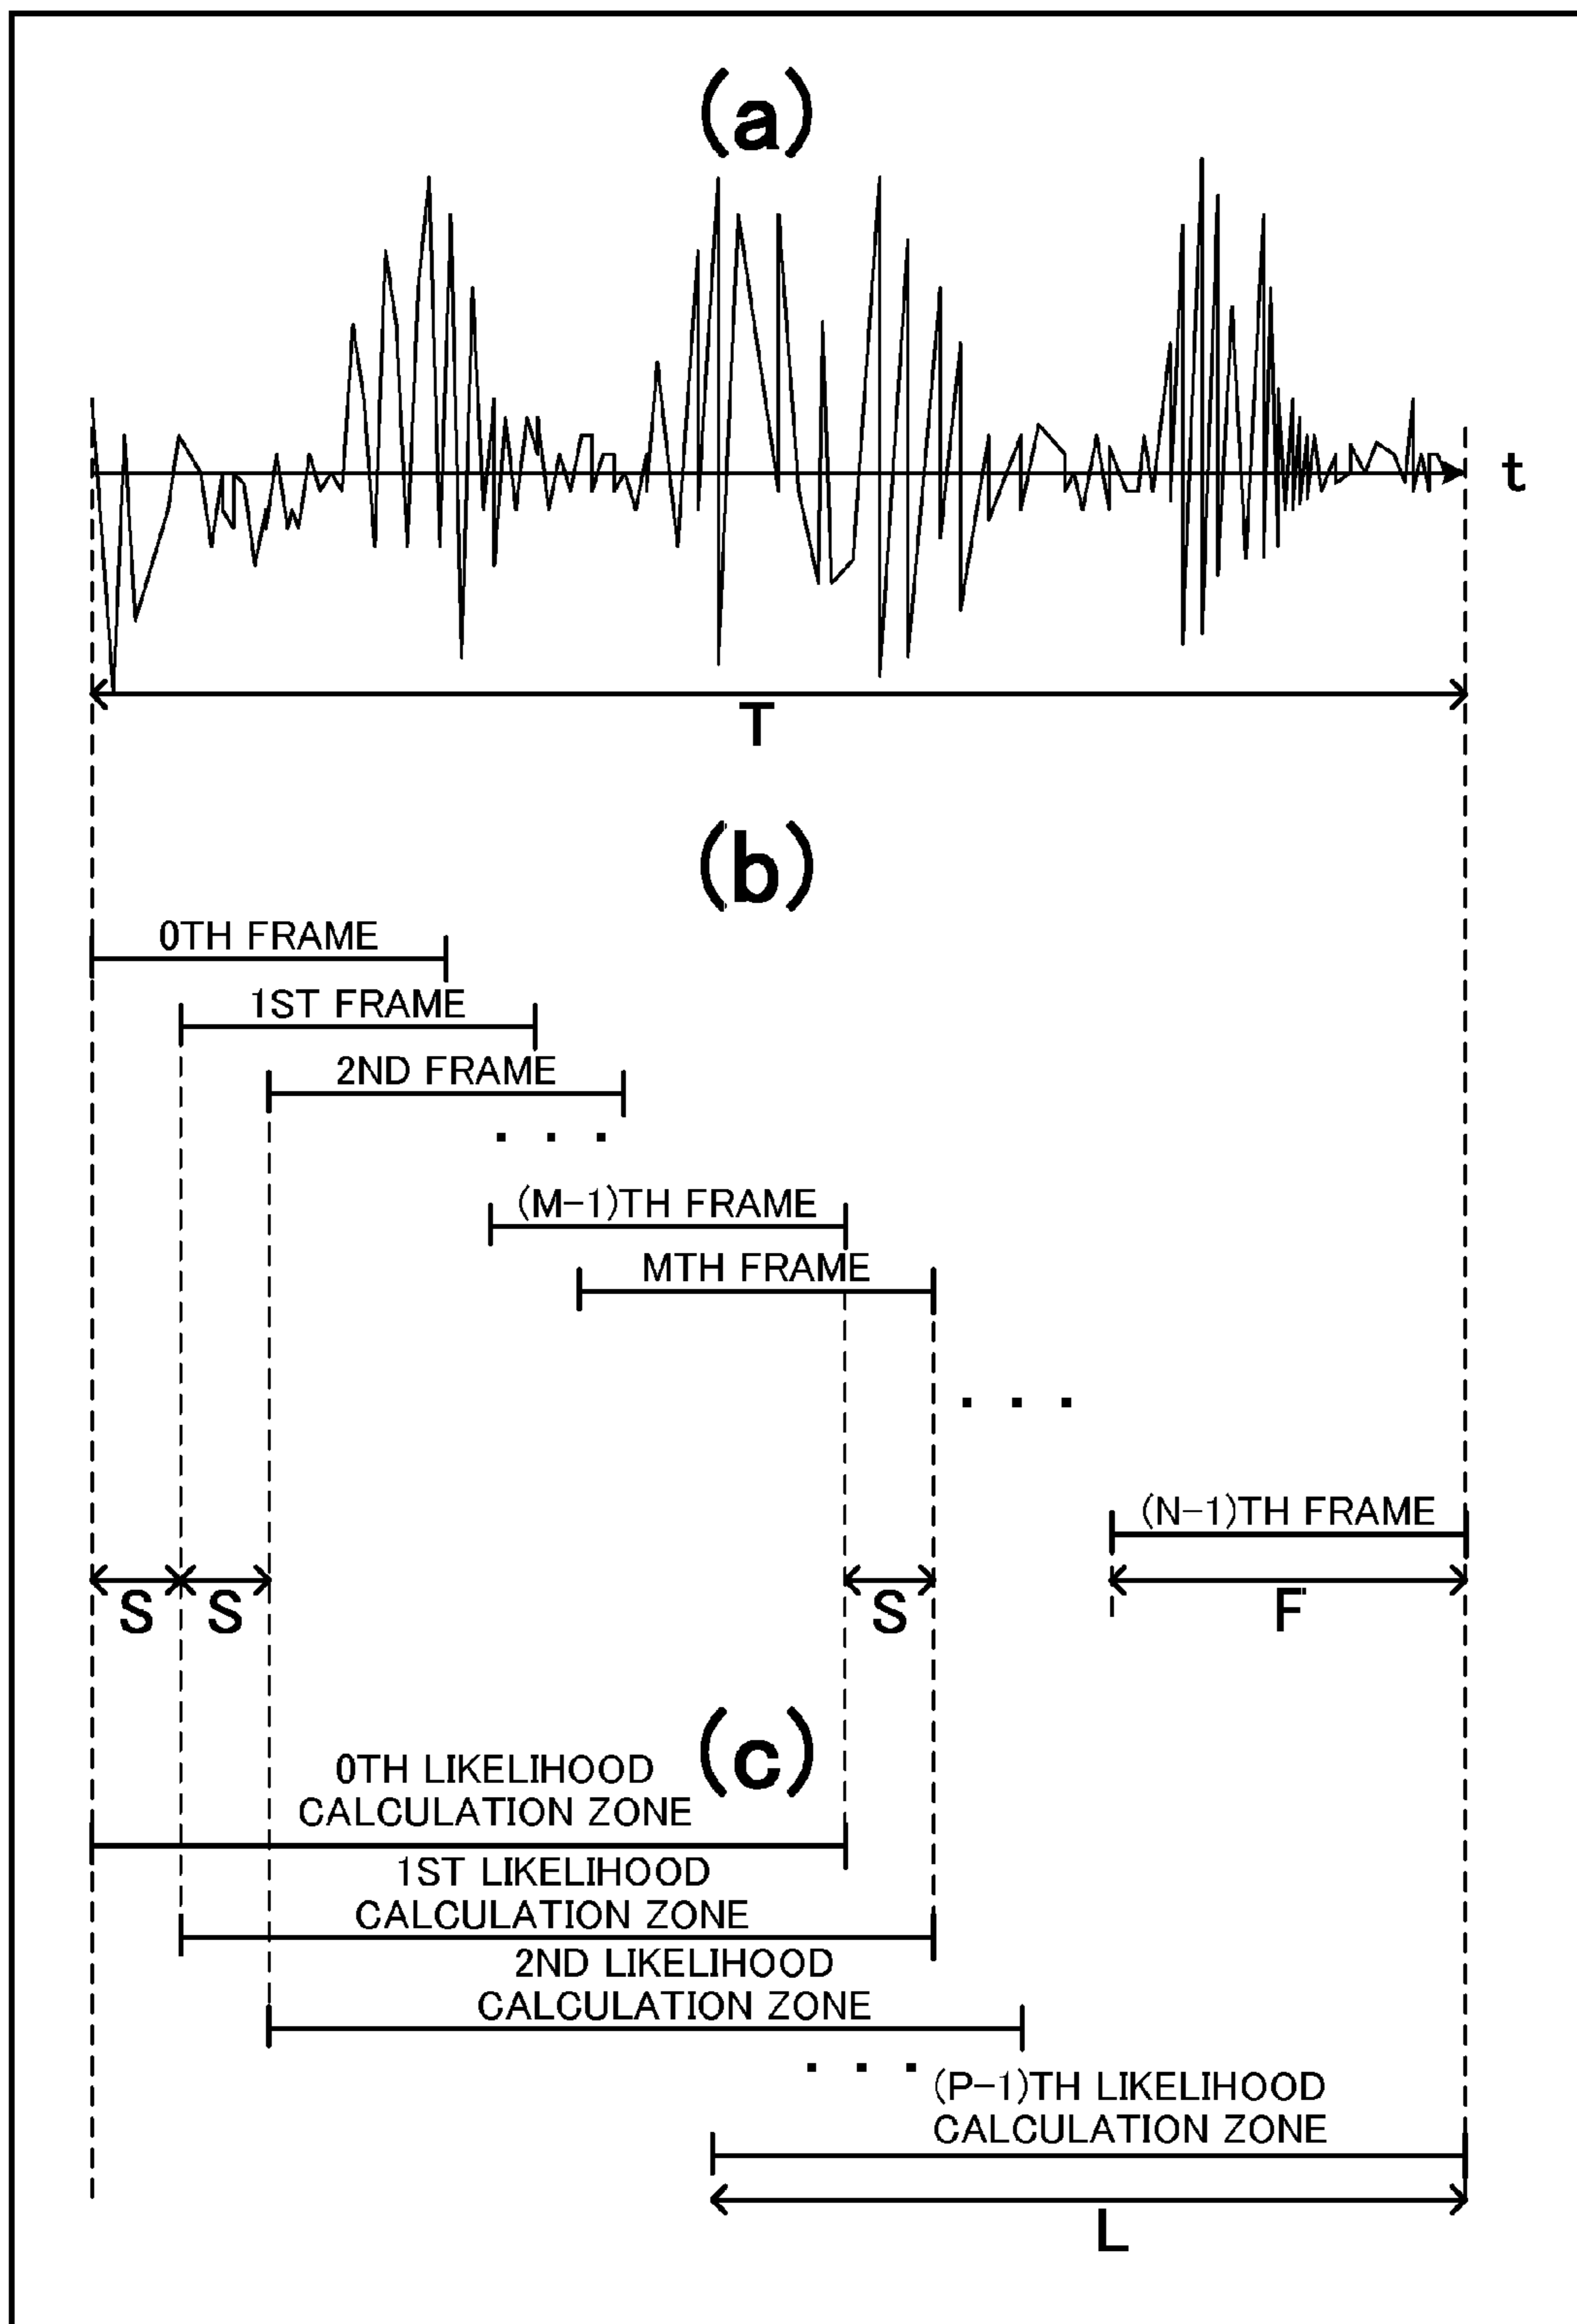 (a)
t
T
(b)
0TH FRAME
1ST FRAME
2ND FRAME
. . .
(M-1)TH FRAME
MTH FRAME
. . .
(N-1)TH FRAME
S S S F
(c)
0TH LIKELIHOOD
CALCULATION ZONE
1ST LIKELIHOOD
CALCULATION ZONE
2ND LIKELIHOOD
CALCULATION ZONE
. . .
(P-1)TH LIKELIHOOD
CALCULATION ZONE
L